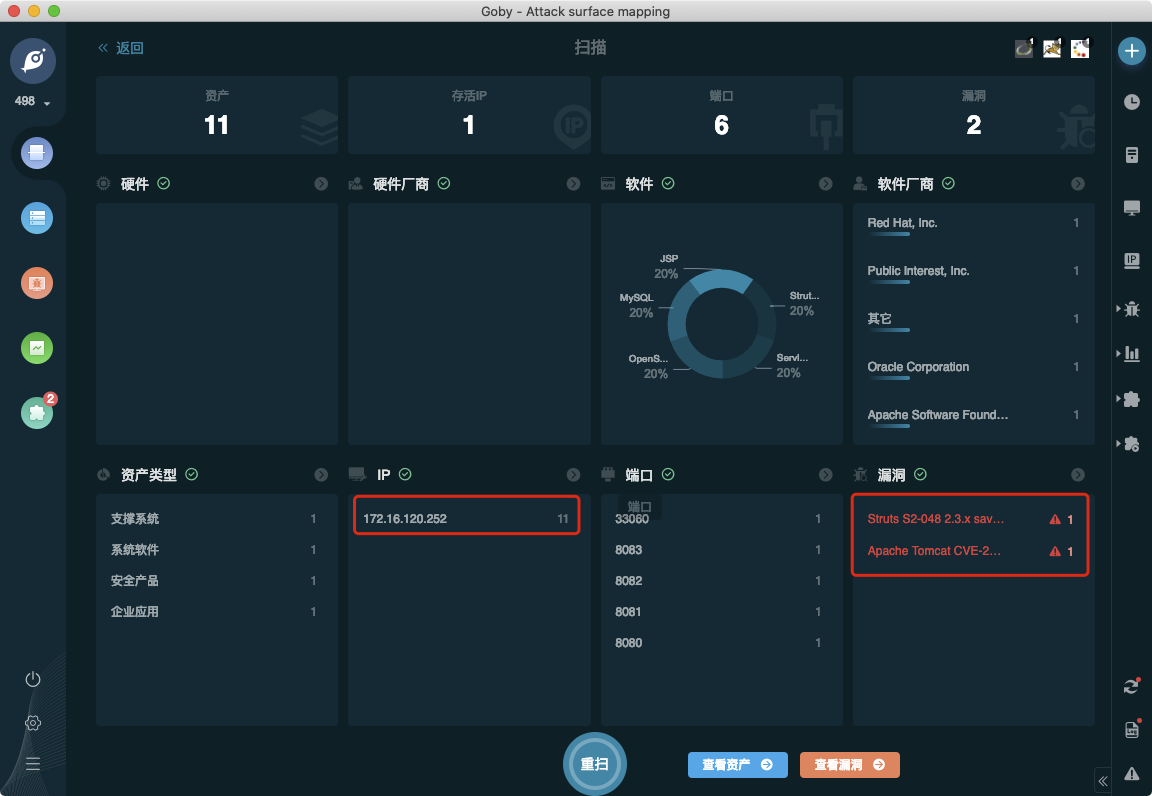 Goby - Attack surface mapping
返回
扫描
1 1 1
498
资产
11
存活IP
1
IP
端口
6
漏洞
2
硬件
硬件厂商
软件
软件厂商
JSP
20%
MySQL
20%
OpenS...
20%
Strut...
20%
Servi...
20%
Red Hat, Inc. 1
Public Interest, Inc. 1
其它 1
Oracle Corporation 1
Apache Software Found... 1
2
IP
资产类型
IP
端口
漏洞
支撑系统 1
系统软件 1
安全产品 1
企业应用 1
172.16.120.252 11
端口
33060 1
8083 1
8082 1
8081 1
8080 1
Struts S2-048 2.3.x sav... 1
Apache Tomcat CVE-2... 1
重扫
查看资产
查看漏洞